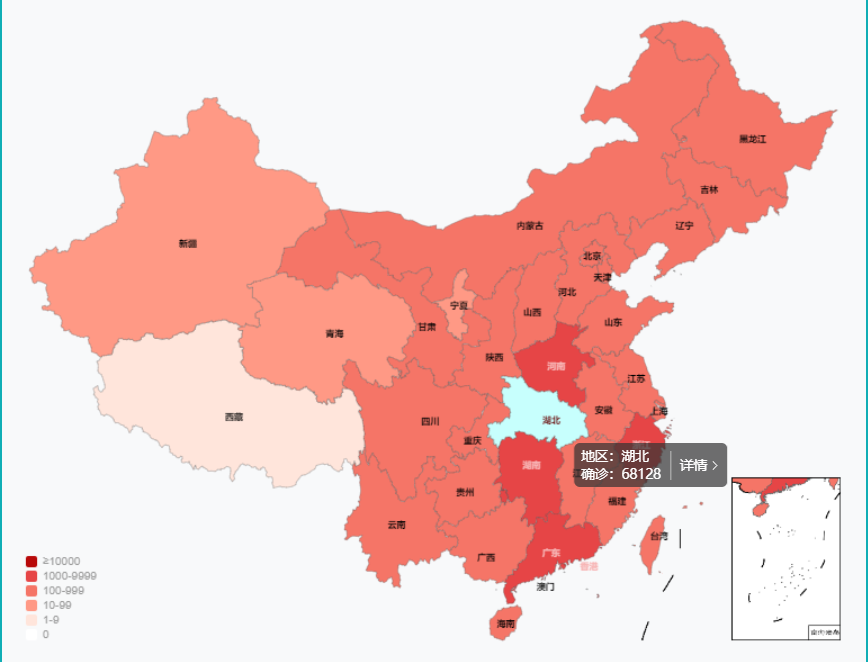 黑龙江
吉林
辽宁
内蒙古
新疆
北京
天津
河北
宁夏
山西
山东
甘肃
青海
陕西
河南
江苏
上海
安徽
西藏
四川
湖北
重庆
地区：湖北
确诊：68128
详情 >
湖南
贵州
福建
云南
台湾
广西
广东
香港
澳门
海南
≥10000
1000-9999
100-999
10-99
1-9
0